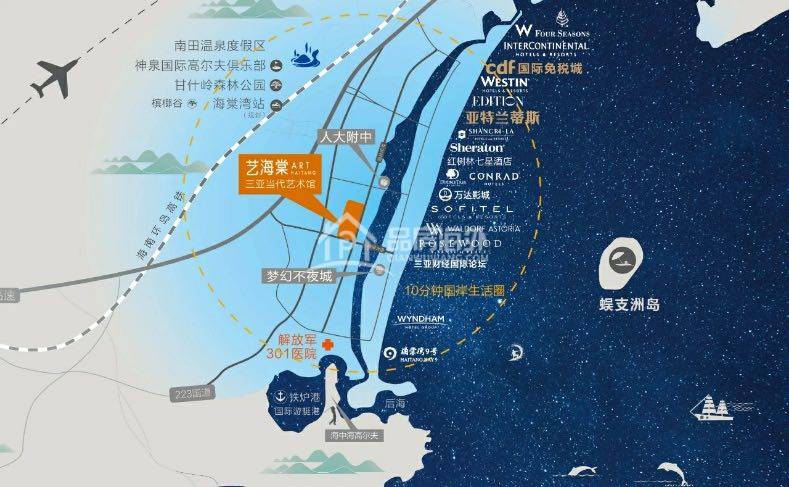 南田温泉度假区
神泉国际高尔夫俱乐部
甘什岭森林公园
槟榔谷
海棠湾站
海南环岛高铁
人大附中
艺海棠 ART HAITANG
三亚当代艺术馆
梦幻不夜城
解放军
301医院
223国道
高速
铁炉港
国际游艇港
海中海高尔夫
后海
W
FOUR SEASONS
INTERCONTINENTAL
HOTELS & RESORTS
cdf 国际免税城
WESTIN
HOTELS & RESORTS
EDITION
亚特兰蒂斯
SHANGRI-LA
Sheraton
红树林七星酒店
CONRAD
HOTELS
万达影城
SOFITEL
HOTELS & RESORTS
WALDORF ASTORIA
ROSEWOOD
三亚财经国际论坛
10分钟国岸生活圈
WYNDHAM
HOTEL GROUP
海棠湾9号
HAITANG BAY 9
蜈支洲岛
品房海纵